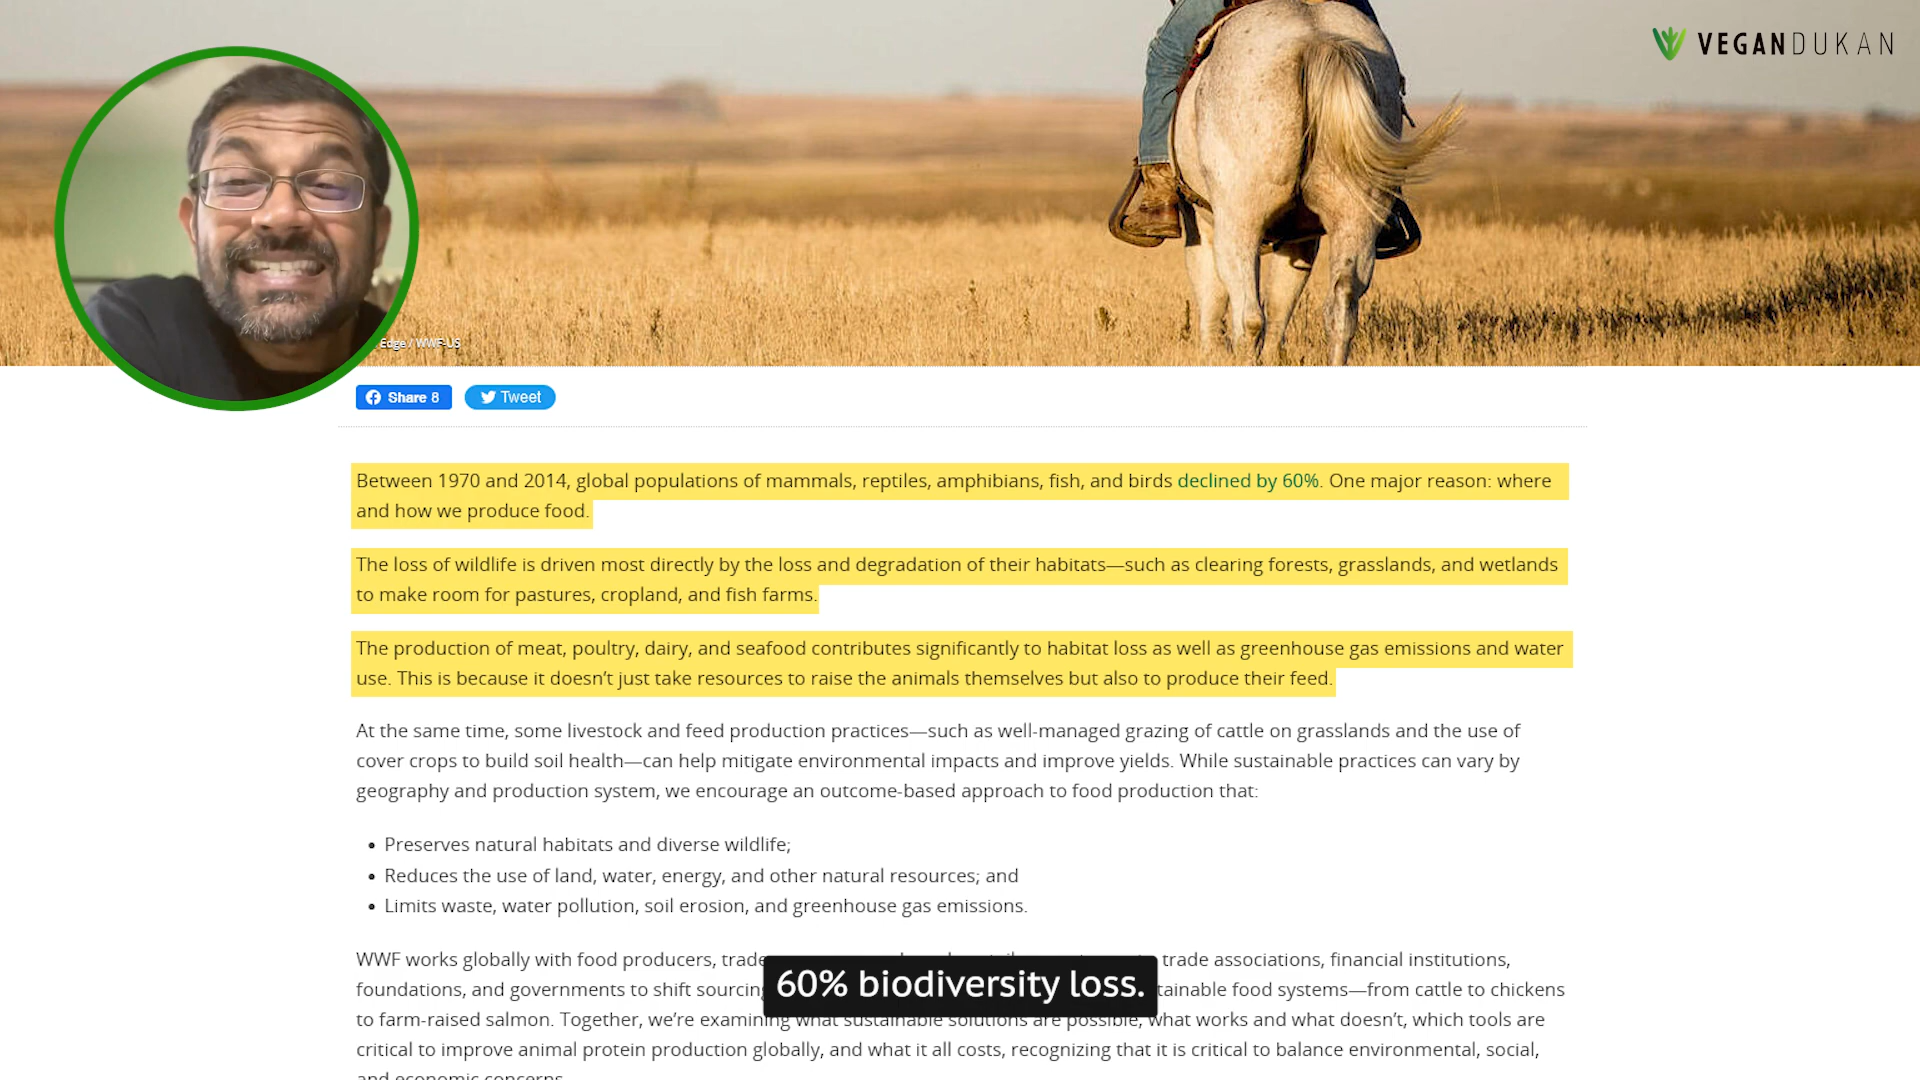 VEGANDUKAN
Edge / WWF-US
Share 8
Tweet
Between 1970 and 2014, global populations of mammals, reptiles, amphibians, fish, and birds declined by 60%. One major reason: where
and how we produce food.
The loss of wildlife is driven most directly by the loss and degradation of their habitats—such as clearing forests, grasslands, and wetlands
to make room for pastures, cropland, and fish farms.
The production of meat, poultry, dairy, and seafood contributes significantly to habitat loss as well as greenhouse gas emissions and water
use. This is because it doesn’t just take resources to raise the animals themselves but also to produce their feed.
At the same time, some livestock and feed production practices—such as well-managed grazing of cattle on grasslands and the use of
cover crops to build soil health—can help mitigate environmental impacts and improve yields. While sustainable practices can vary by
geography and production system, we encourage an outcome-based approach to food production that:
• Preserves natural habitats and diverse wildlife;
• Reduces the use of land, water, energy, and other natural resources; and
• Limits waste, water pollution, soil erosion, and greenhouse gas emissions.
WWF works globally with food producers, trade associations, financial institutions,
60% biodiversity loss.
foundations, and governments to shift food systems—from cattle to chickens
to farm-raised salmon. Together, we’re examining what sustainable solutions are possible, what works and what doesn’t, which tools are
critical to improve animal protein production globally, and what it all costs, recognizing that it is critical to balance environmental, social,
and economic concerns.